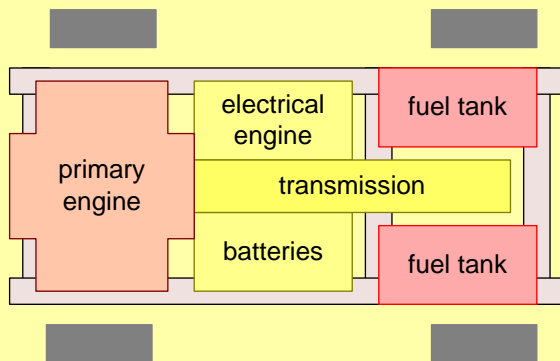 electrical
engine
fuel tank
primary
engine
transmission
batteries
fuel tank